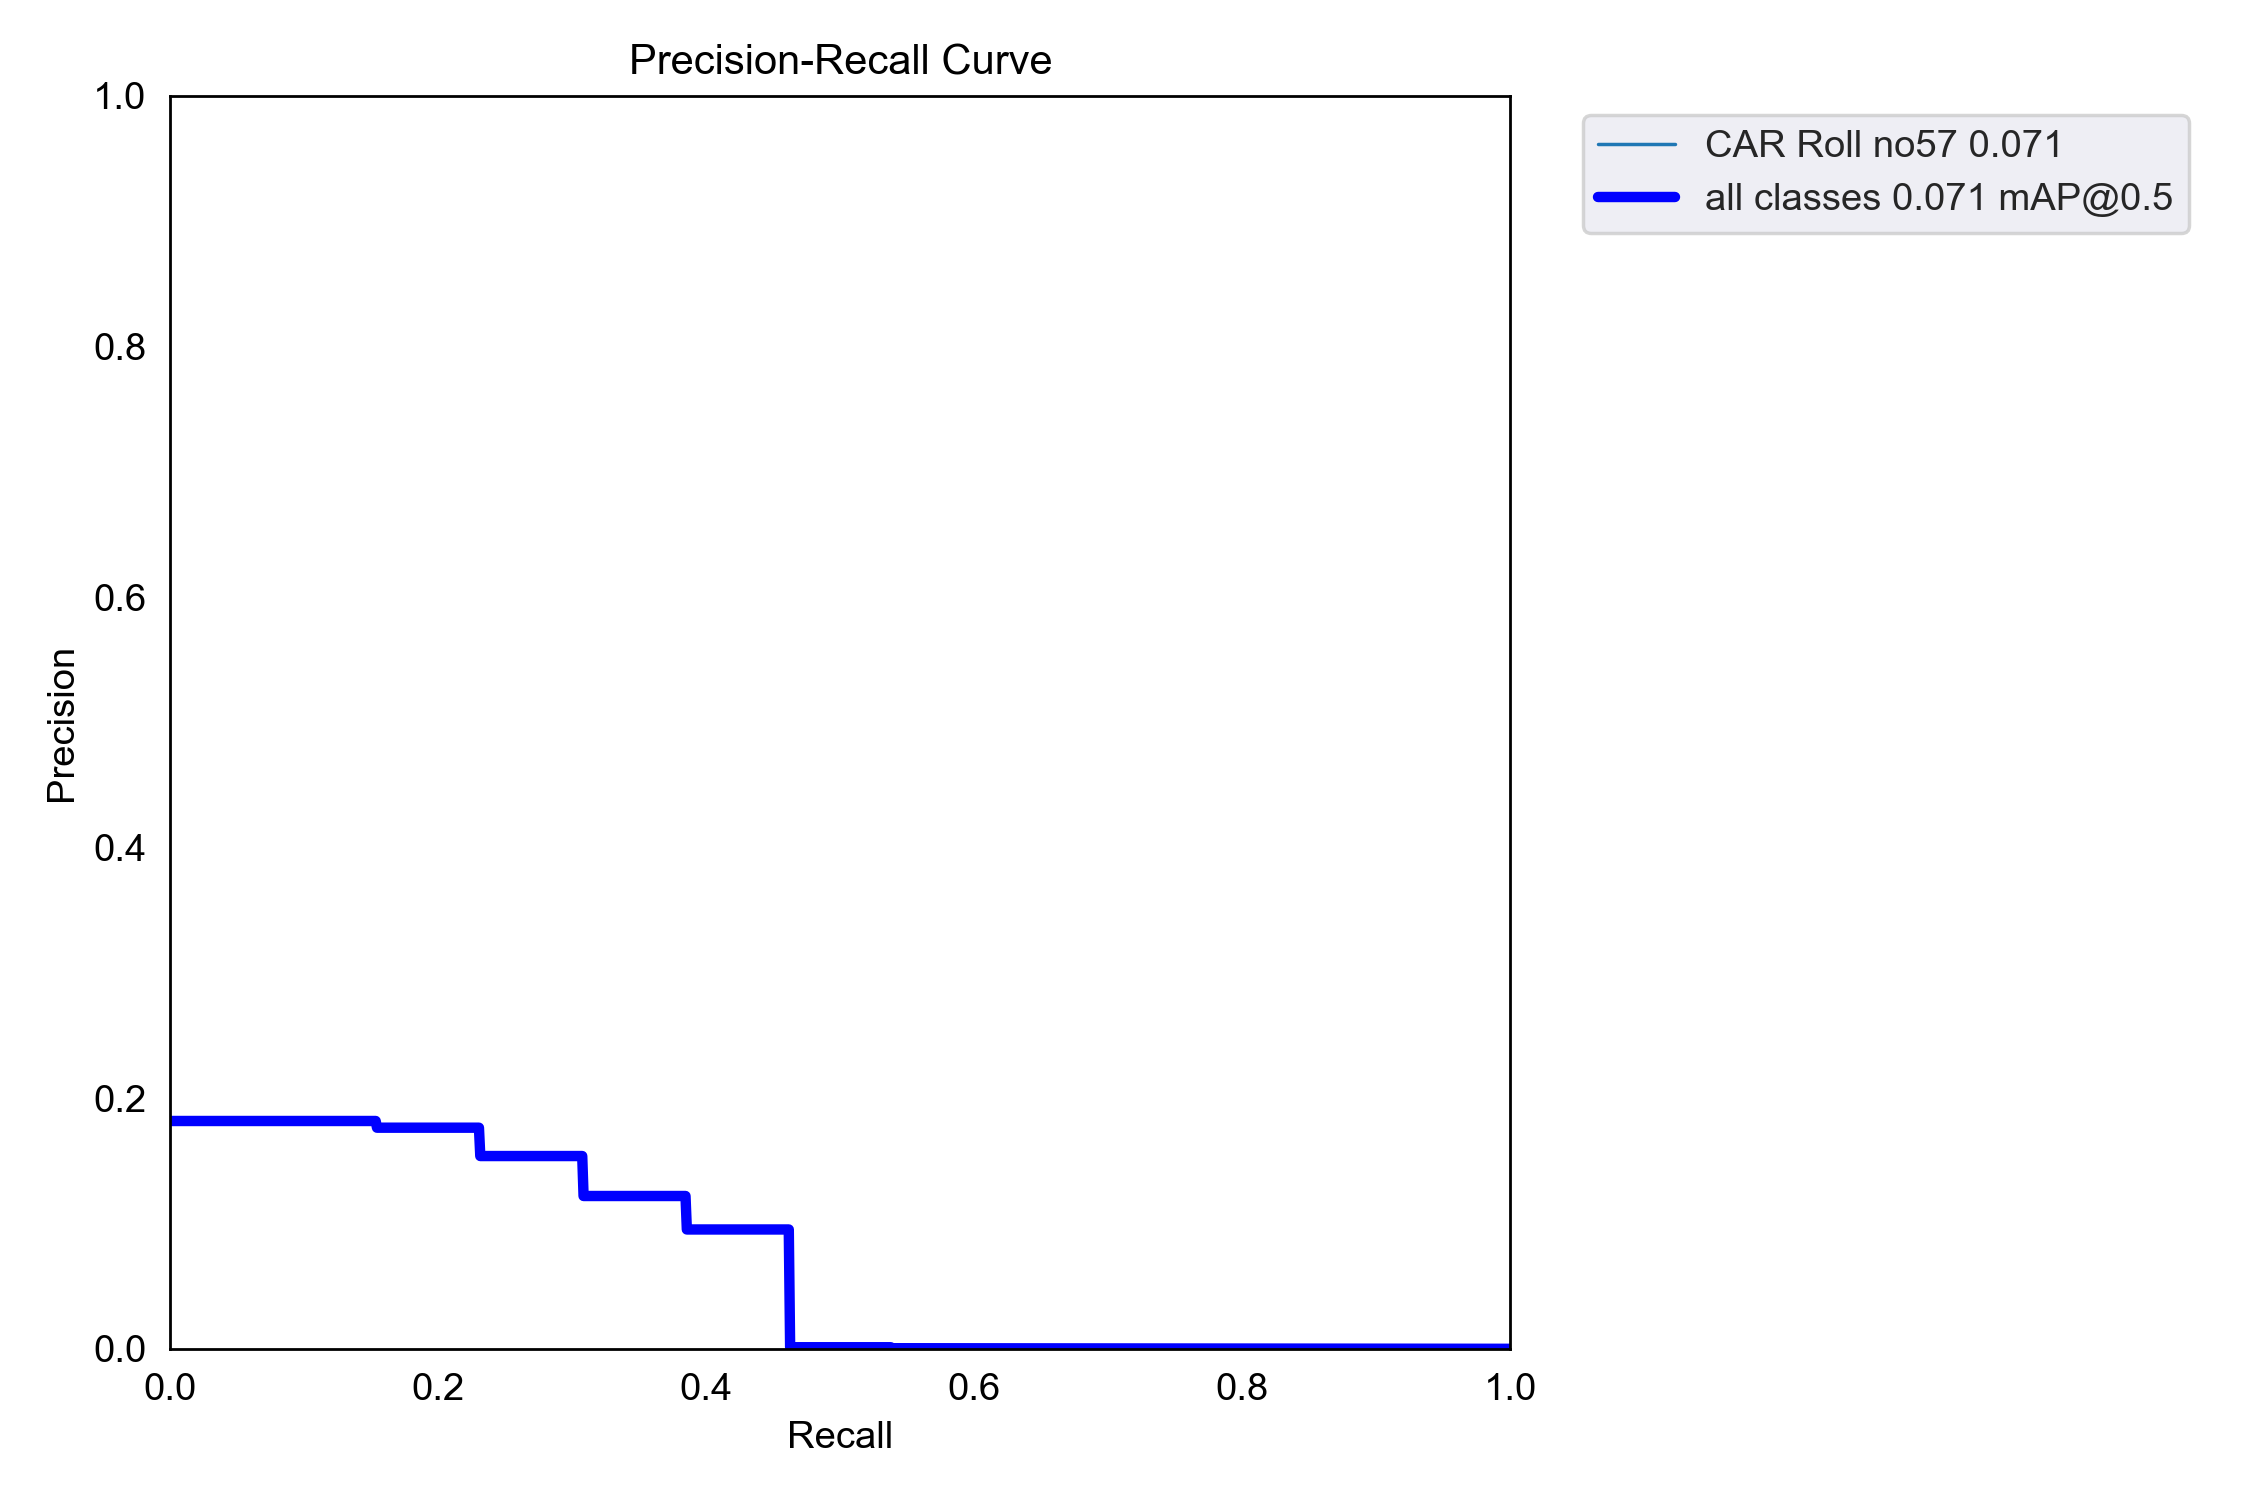 Precision-Recall Curve
1.0
0.8
0.6
0.4
0.2
0.0
Precision
0.0 0.2 0.4 0.6 0.8 1.0
Recall
CAR Roll no57 0.071
all classes 0.071 mAP@0.5